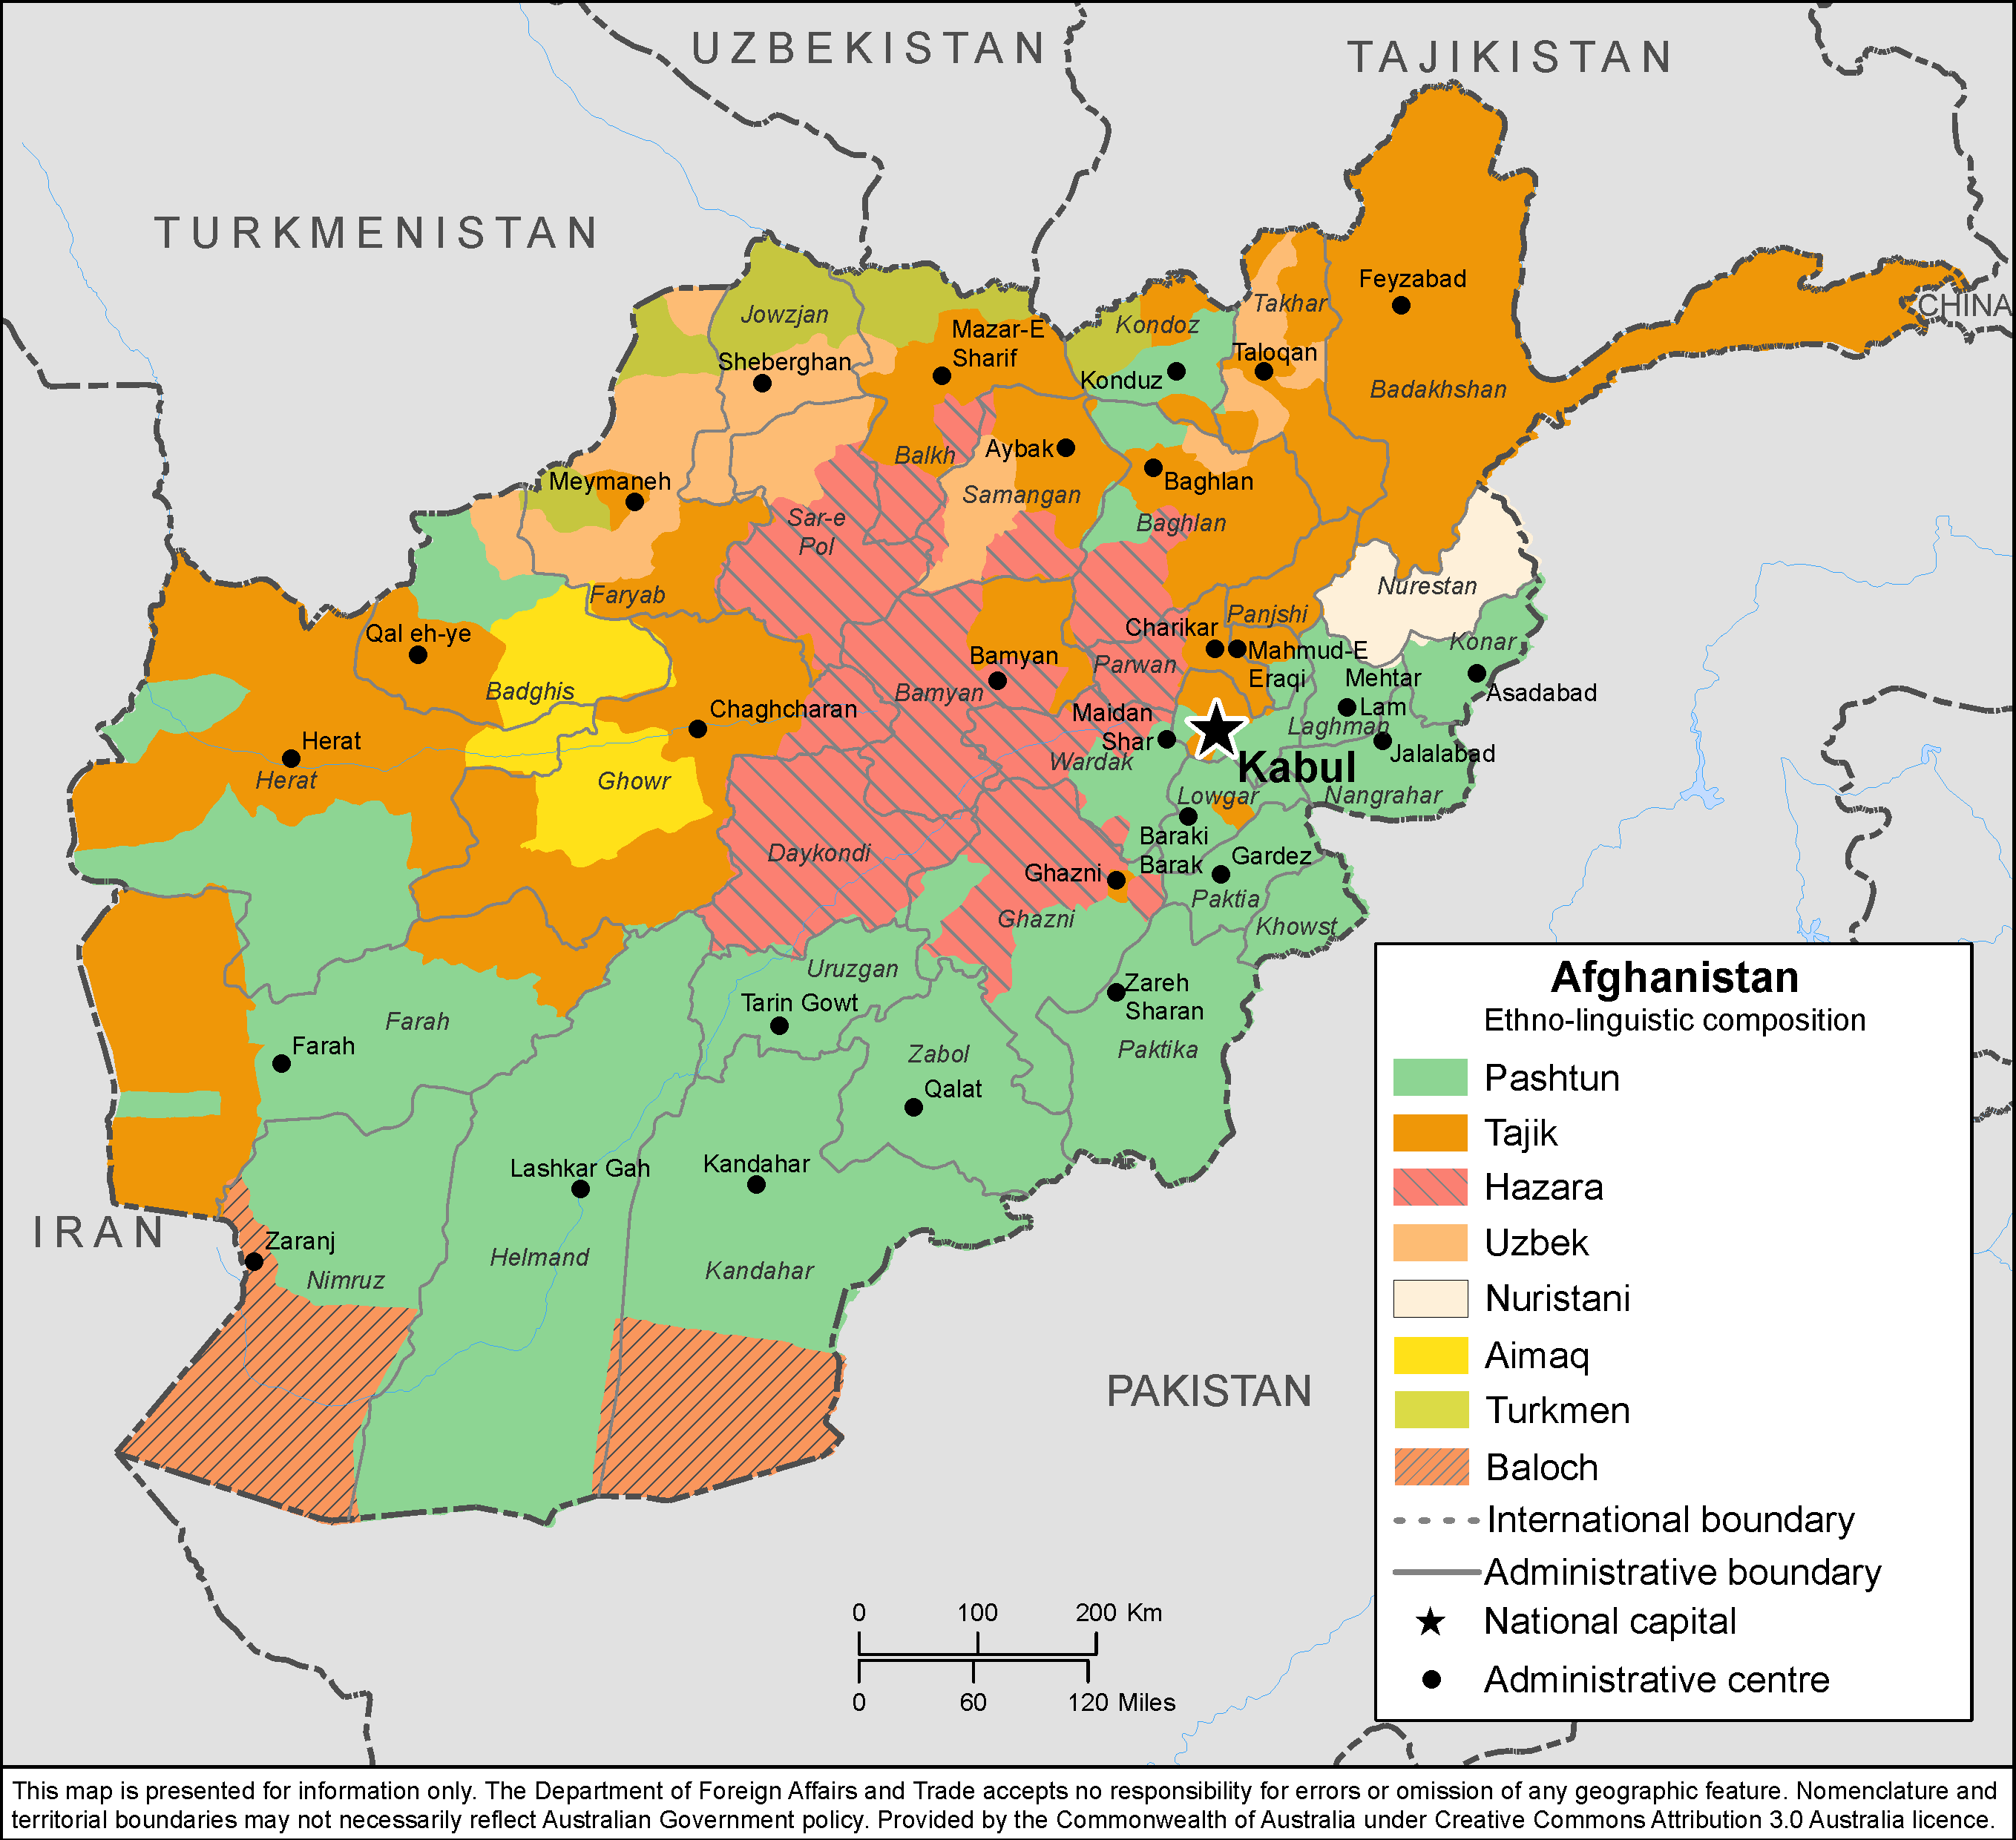 UZBEKISTAN
TAJIKISTAN
TURKMENISTAN
Feyzabad
CHINA
Takhar
Jowzjan
Kondoz
Mazar-E
Sharif
Sheberghan
Taloqan
Konduz
Badakhshan
Balkh
Aybak
Meymaneh
Baghlan
Samangan
Sar-e
Pol
Baghlan
Nurestan
Faryab
Panjshi
Charikar
Qal eh-ye
Konar
Mahmud-E
Eraqi
Bamyan
Parwan
Mehtar
Lam
Asadabad
Badghis
Bamyan
Chaghcharan
Maidan
Shar
Laghman
Herat
Jalalabad
Wardak
Kabul
Herat
Ghowr
Lowgar
Nangrahar
Baraki
Barak
Daykondi
Gardez
Ghazni
Paktia
Ghazni
Khowst
Uruzgan
Zareh
Sharan
Tarin Gowt
Farah
Farah
Zabol
Paktika
Qalat
Lashkar Gah
Kandahar
IRAN
Zaranj
Helmand
Kandahar
Nimruz
PAKISTAN
Afghanistan
Ethno-linguistic composition
Pashtun
Tajik
Hazara
Uzbek
Nuristani
Aimaq
Turkmen
Baloch
International boundary
Administrative boundary
National capital
Administrative centre
0 100 200 Km
0 60 120 Miles
This map is presented for information only. The Department of Foreign Affairs and Trade accepts no responsibility for errors or omission of any geographic feature. Nomenclature and
territorial boundaries may not necessarily reflect Australian Government policy. Provided by the Commonwealth of Australia under Creative Commons Attribution 3.0 Australia licence.